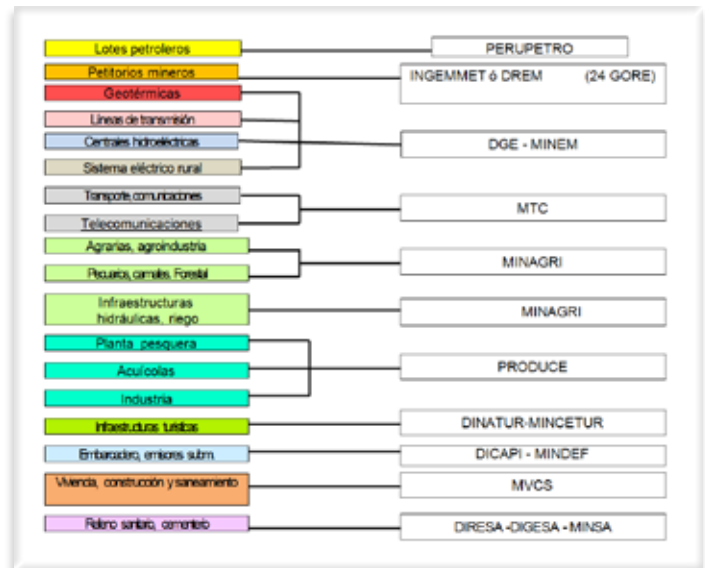 Lotes petroleros
PERUPETRO
Petitorios mineros
INGEMMET ó DREM (24 GORE)
Geotérmicas
Líneas de transmisión
Centrales hidroeléctricas
DGE - MINEM
Sistema eléctrico rural
Transporte, comunicaciones
MTC
Telecomunicaciones
Agrarias, agroindustria
MINAGRI
Pecuarios, camales, Forestal
Infraestructuras
hidráulicas, riego
MINAGRI
Planta pesquera
Acuícolas
PRODUCE
Industria
Infraestructuras turísticas
DINATUR-MINCETUR
Embarcadero, emisores subm.
DICAPI - MINDEF
Vivienda, construcción y saneamiento
MVCS
Relleno sanitario, cementerio
DIRESA -DIGESA - MINSA